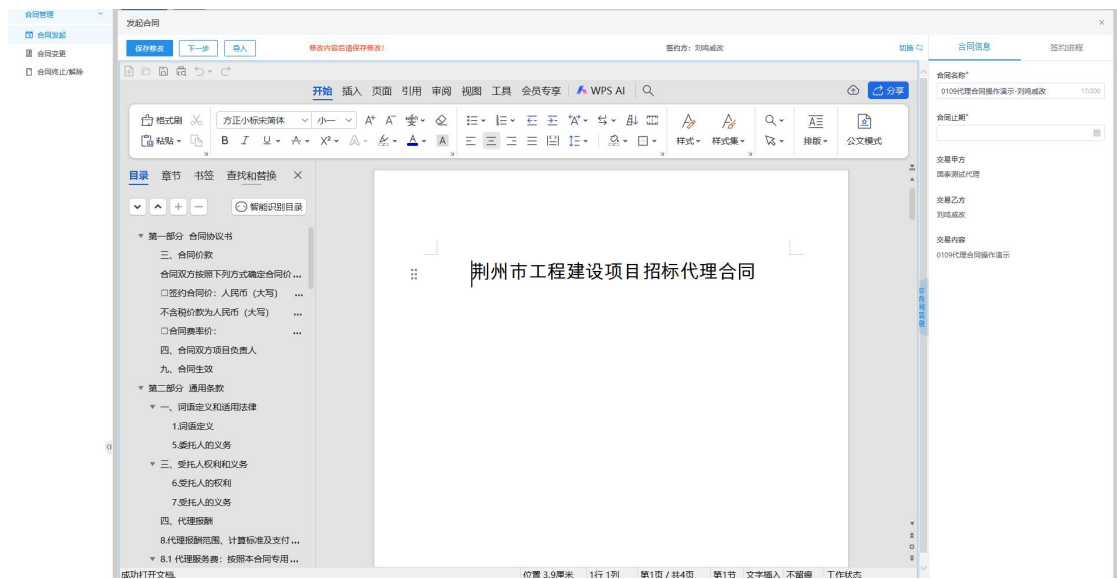 合同管理
合同发起
合同变更
合同终止/解除
发起合同
保存修改
下一步
导入
修改内容后请保存修改!
签约方：刘鸣威改
切换
开始 插入 页面 引用 审阅 视图 工具 会员专享 WPS AI
分享
格式刷
方正小标宋简体
小一
粘贴
样式
样式集
排版
公文模式
目录 章节 书签 查找和替换
智能识别目录
第一部分 合同协议书
三、合同价款
合同双方按照下列方式确定合同价...
☐签约合同价：人民币（大写） ...
不含税价款为人民币（大写） ...
☐合同费率价： ...
四、合同双方项目负责人
九、合同生效
第二部分 通用条款
一、词语定义和适用法律
1.词语定义
5.委托人的义务
三、受托人权利和义务
6.受托人的权利
7.受托人的义务
四、代理报酬
8.代理报酬范围、计算标准及支付...
8.1 代理服务费：按照本合同专用...
荆州市工程建设项目招标代理合同
成功打开文档.
位置 3.9厘米 1行 1列 第1页 / 共4页 第1节 文字插入 不留痕 工作状态
合同信息
签约进程
合同名称*
0109代理合同操作演示-刘鸣威改
17/200
合同止期*
交易甲方
国泰测试代理
交易乙方
刘鸣威改
交易内容
0109代理合同操作演示